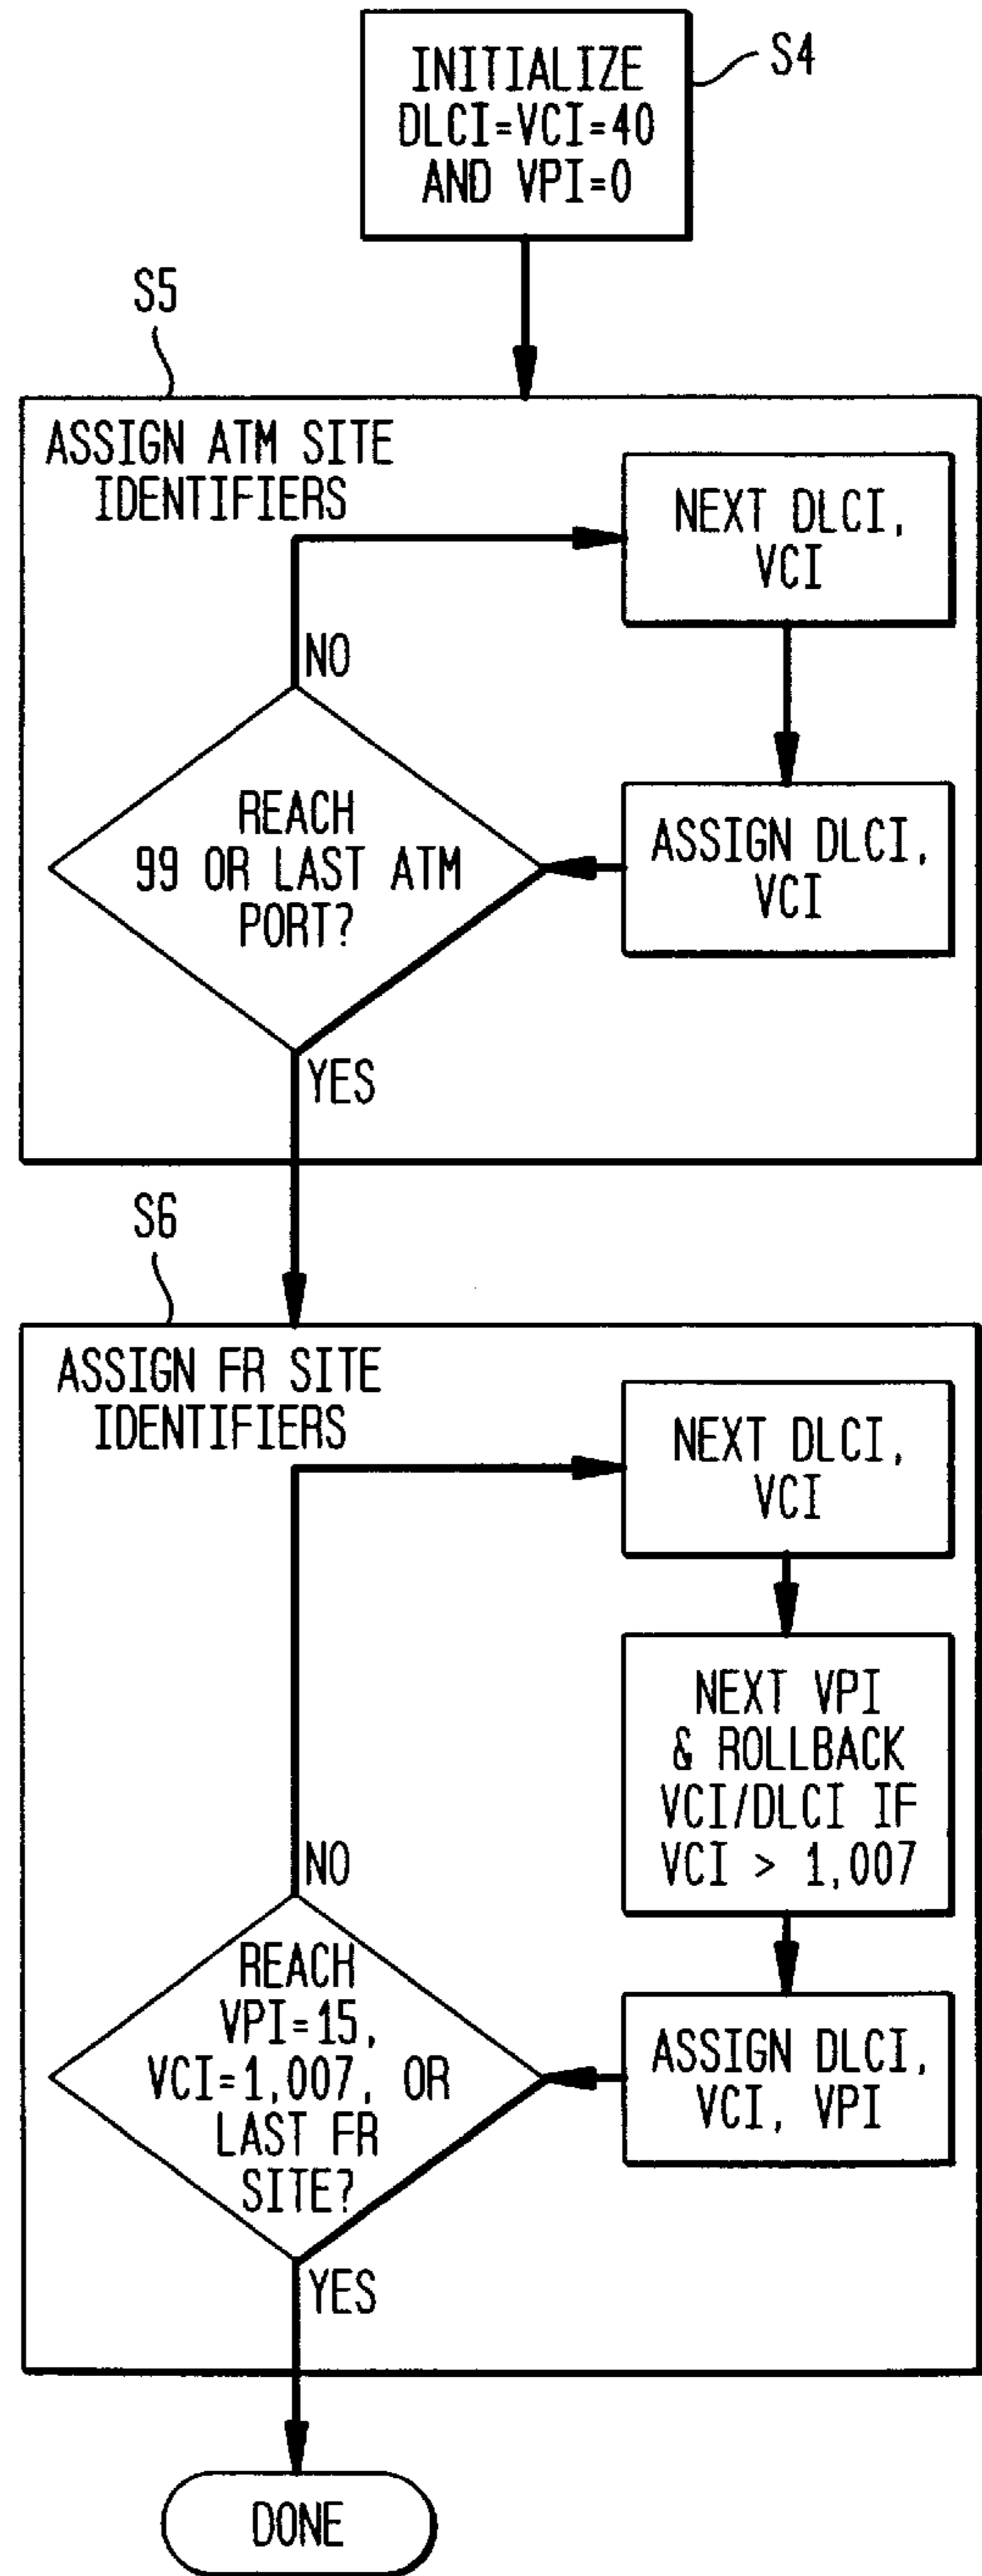 INITIALIZE
DLCI=VCI=40
AND VPI=0
S4
S5
ASSIGN ATM SITE
IDENTIFIERS
NEXT DLCI,
VCI
NO
REACH
99 OR LAST ATM
PORT?
ASSIGN DLCI,
VCI
YES
S6
ASSIGN FR SITE
IDENTIFIERS
NEXT DLCI,
VCI
NEXT VPI
& ROLLBACK
VCI/DLCI IF
VCI > 1,007
NO
REACH
VPI=15,
VCI=1,007, OR
LAST FR
SITE?
ASSIGN DLCI,
VCI, VPI
YES
DONE